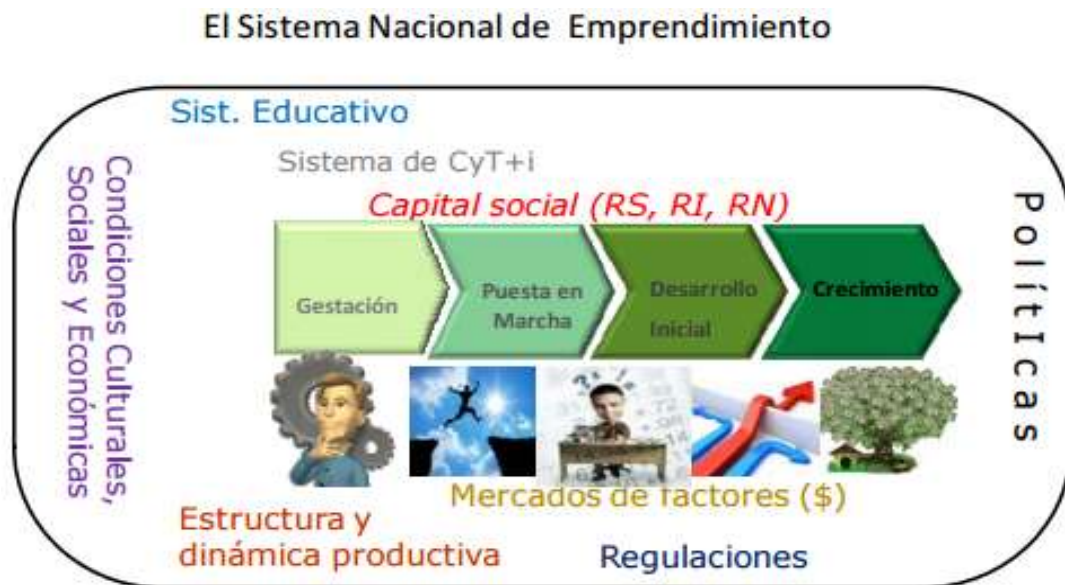 El Sistema Nacional de Emprendimiento
Sist. Educativo
Sistema de CyT+i
Capital social (RS, RI, RN)
Condiciones Culturales,
Sociales y Económicas
Gestación
Puesta en
Marcha
Desarrollo
Inicial
Crecimiento
PolítIcas
Mercados de factores ($)
Estructura y
dinámica productiva
Regulaciones